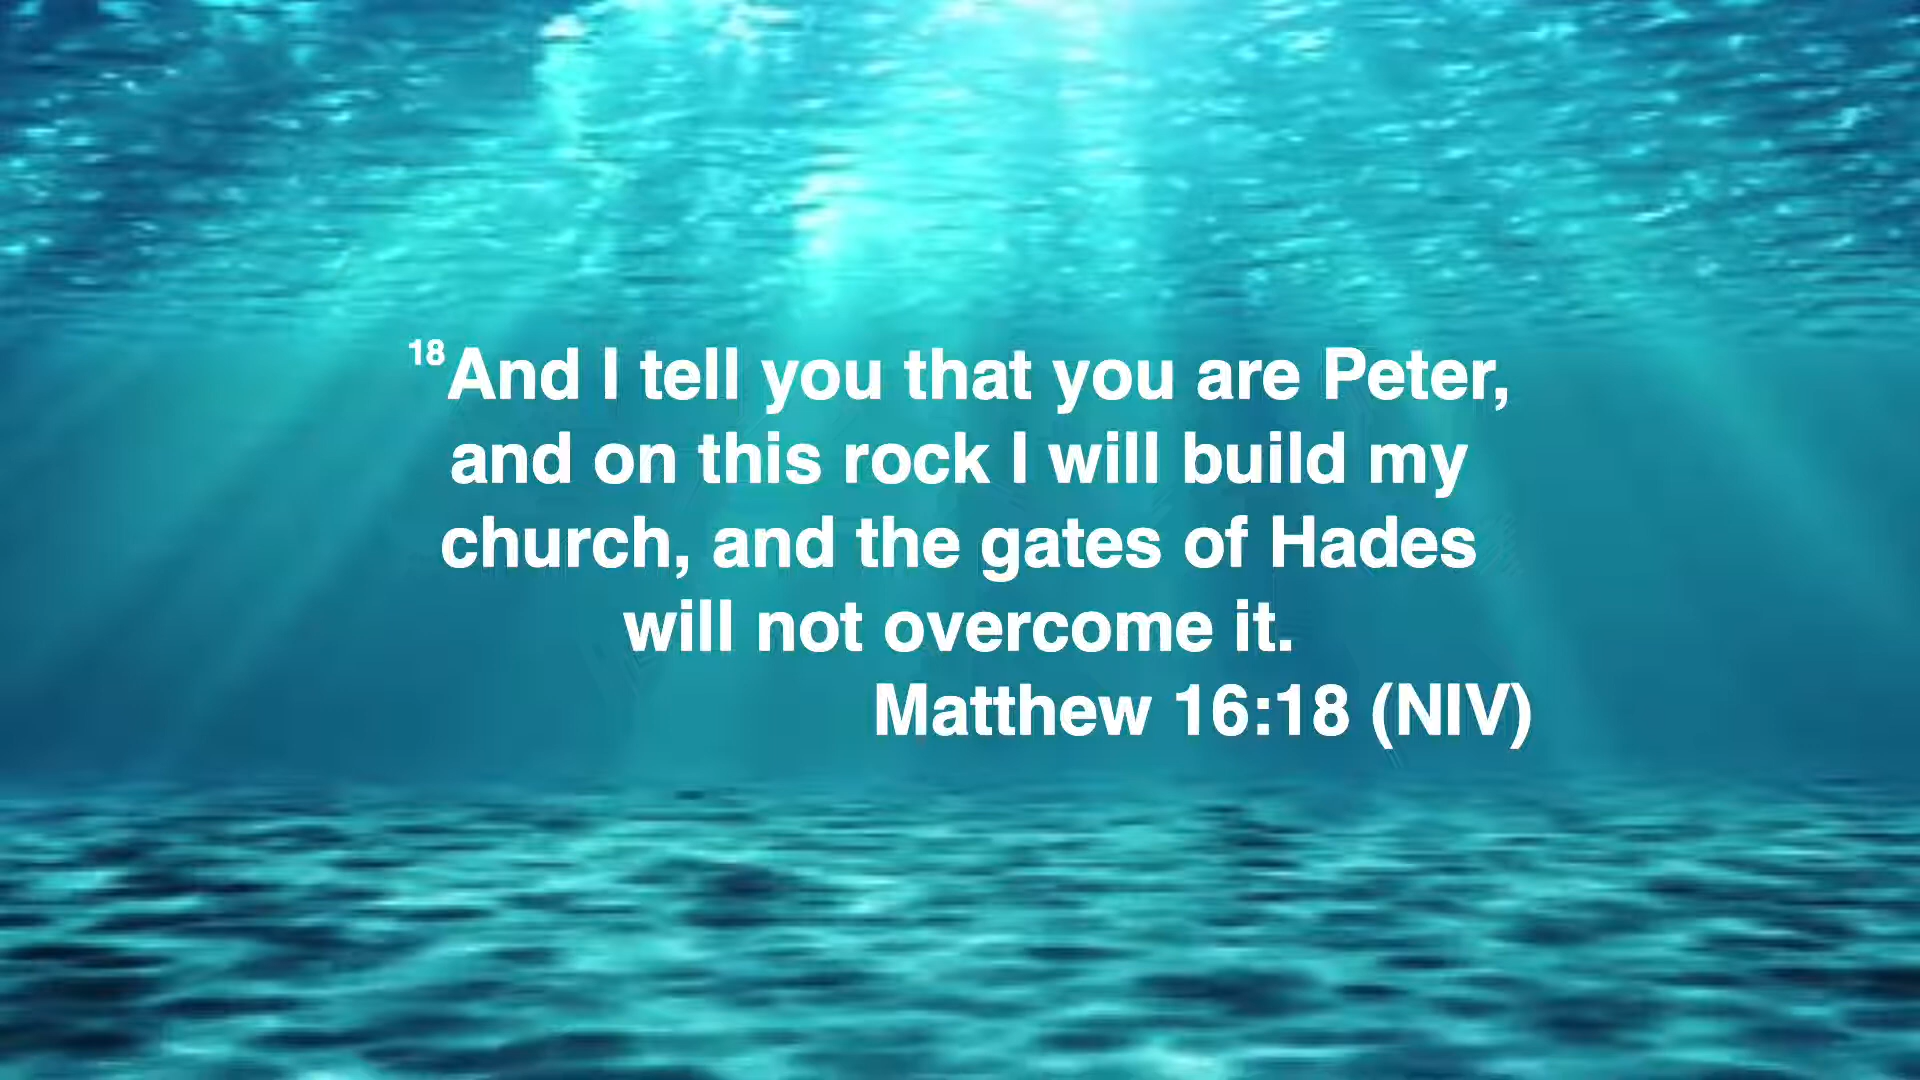 18And I tell you that you are Peter,
and on this rock I will build my
church, and the gates of Hades
will not overcome it.
Matthew 16:18 (NIV)